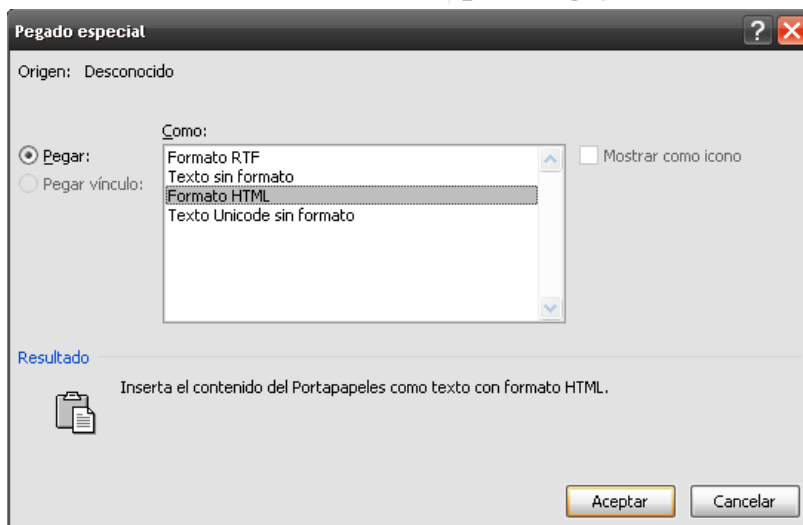 Pegado especial
Origen: Desconocido
Como:
Pegar:
Pegar vínculo:
Formato RTF
Texto sin formato
Formato HTML
Texto Unicode sin formato
Mostrar como icono
Resultado
Inserta el contenido del Portapapeles como texto con formato HTML.
Aceptar
Cancelar